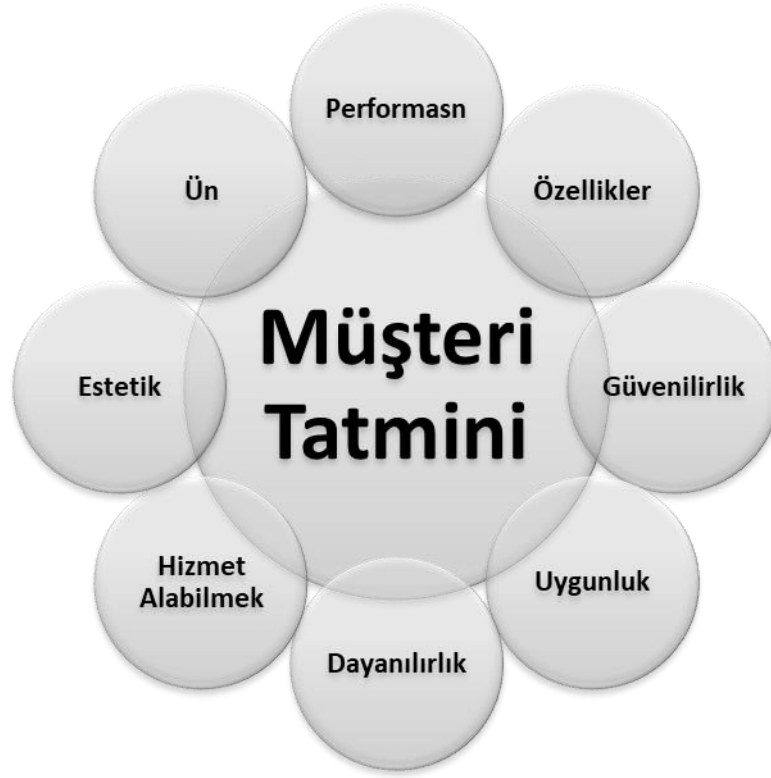 Performasn
Özellikler
Güvenilirlik
Uygunluk
Dayanılırlık
Hizmet
Alabilmek
Estetik
Ün
Müşteri
Tatmini